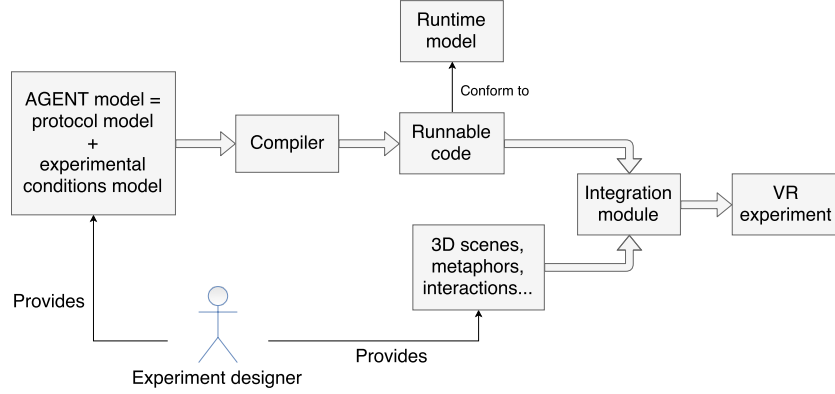 Runtime
model
Conform to
AGENT model =
protocol model
+
experimental
conditions model
Compiler
Runnable
code
Integration
module
VR
experiment
3D scenes,
metaphors,
interactions...
Provides
Provides
Experiment designer